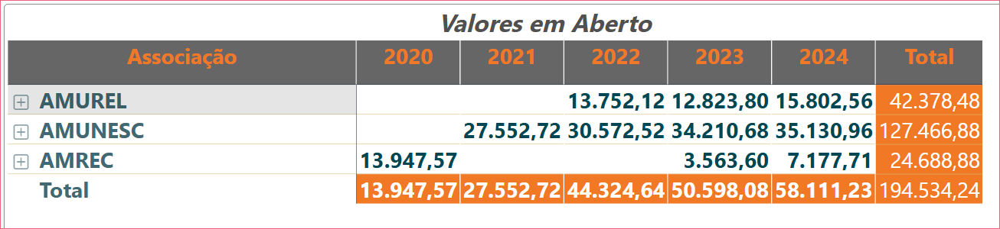 Valores em Aberto
Associação 2020 2021 2022 2023 2024 Total
AMUREL 13.752,12 12.823,80 15.802,56 42.378,48
AMUNESC 27.552,72 30.572,52 34.210,68 35.130,96 127.466,88
AMREC 13.947,57 3.563,60 7.177,71 24.688,88
Total 13.947,57 27.552,72 44.324,64 50.598,08 58.111,23 194.534,24